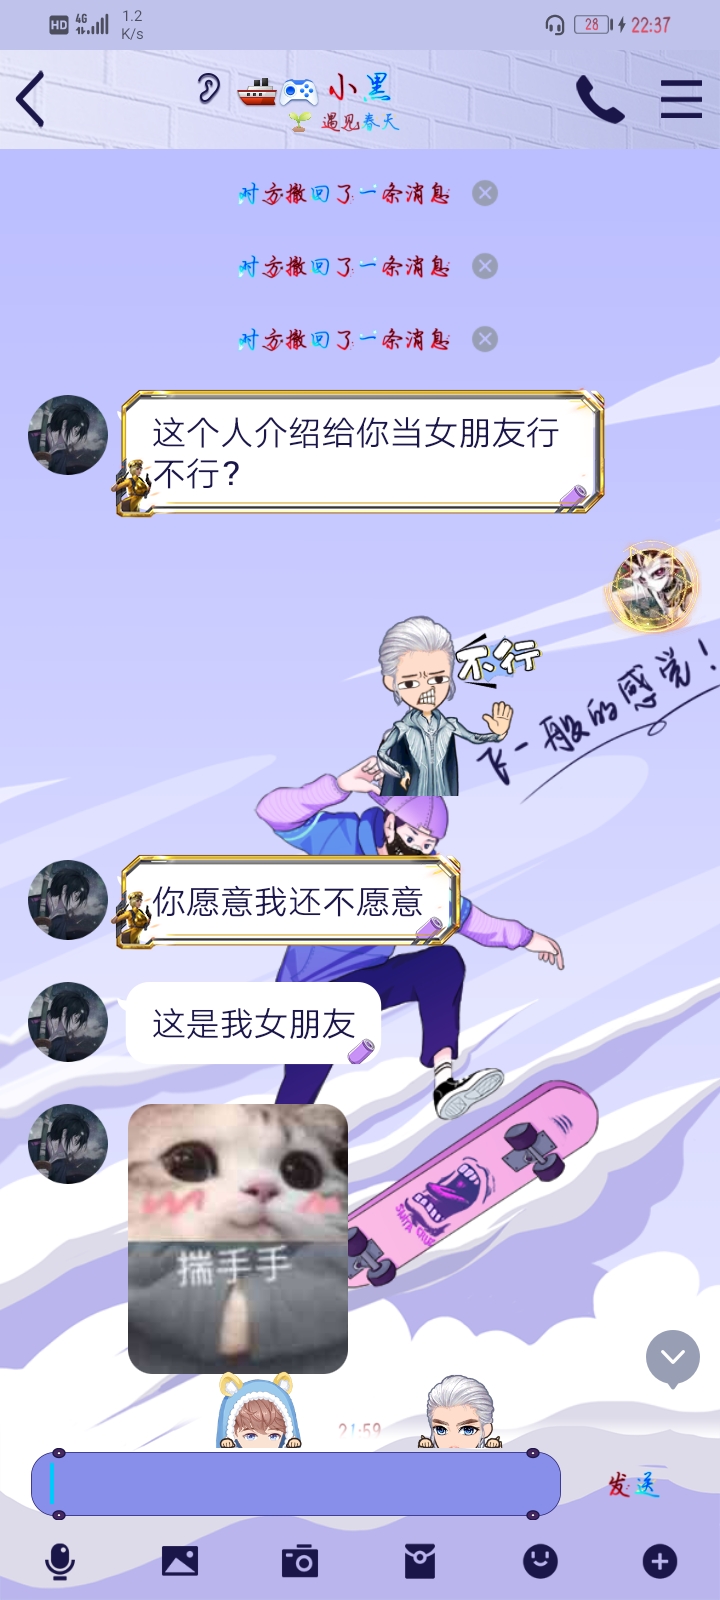 HD 4G 1.2 K/s 28 22:37
小黑
遇见春天
对方撤回了一条消息
对方撤回了一条消息
对方撤回了一条消息
这个人介绍给你当女朋友行
不行?
不行
飞一般的感觉!
你愿意我还不愿意
这是我女朋友
SANTA CRUZ
揣手手
21:59
发送